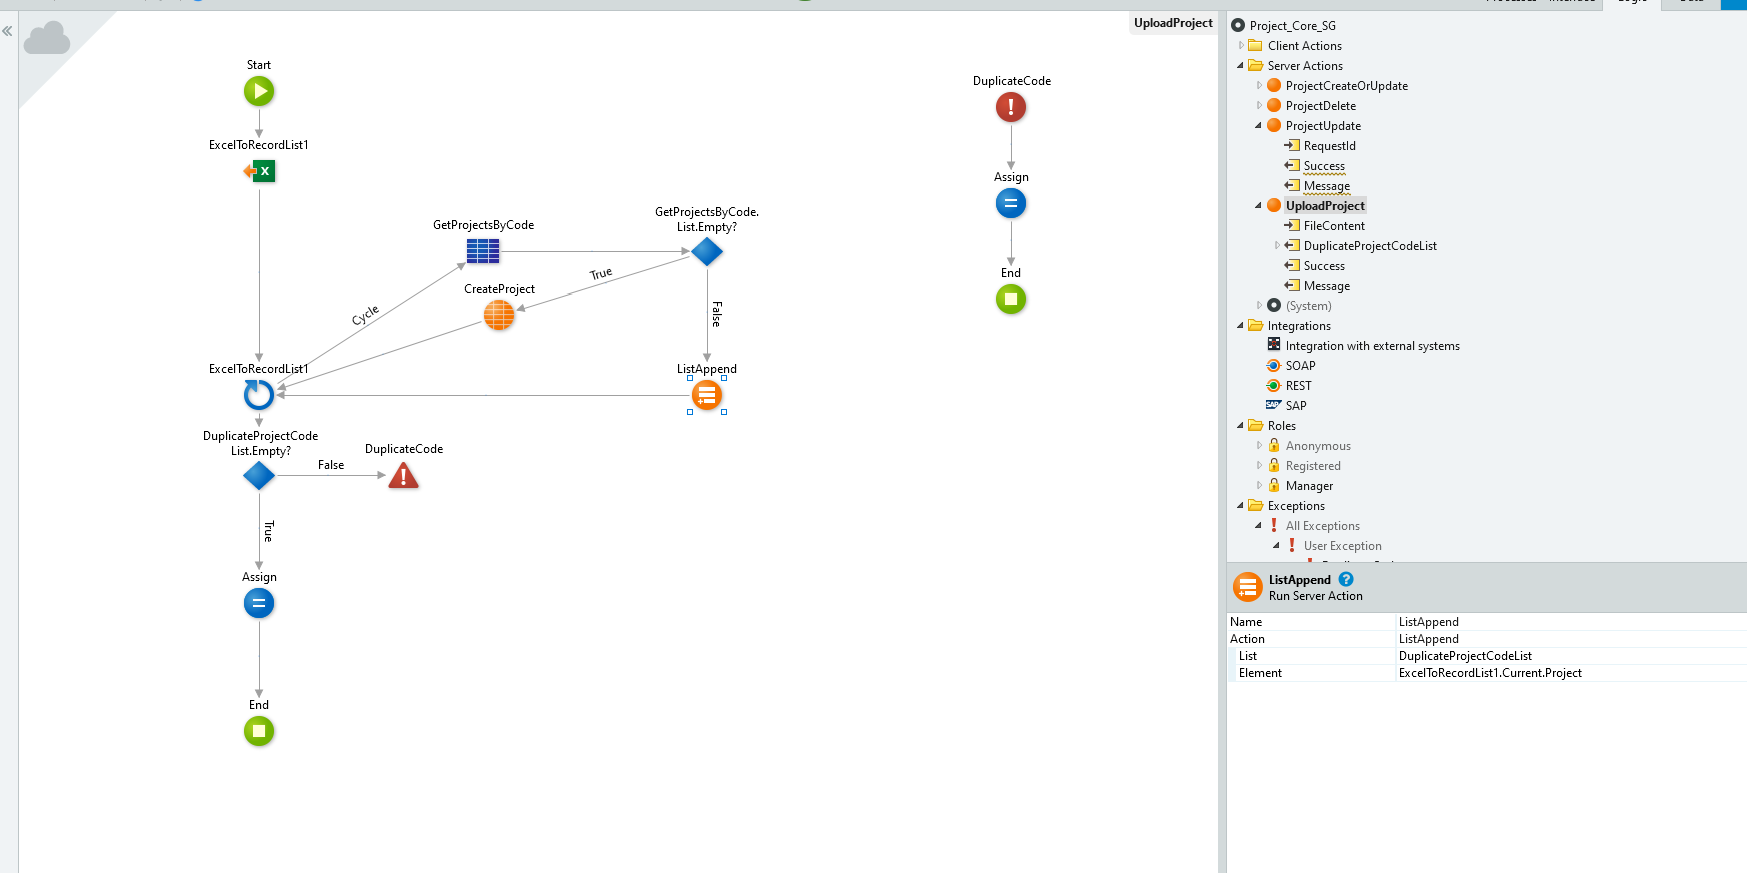 UploadProject
Start
ExcelToRecordList1
GetProjectsByCode
GetProjectsByCode.
List.Empty?
True
CreateProject
False
Cycle
ExcelToRecordList1
ListAppend
DuplicateProjectCode
List.Empty?
False
DuplicateCode
True
Assign
End
DuplicateCode
Assign
End
Project_Core_SG
Client Actions
Server Actions
ProjectCreateOrUpdate
ProjectDelete
ProjectUpdate
RequestId
Success
Message
UploadProject
FileContent
DuplicateProjectCodeList
Success
Message
(System)
Integrations
Integration with external systems
SOAP
REST
SAP
Roles
Anonymous
Registered
Manager
Exceptions
All Exceptions
User Exception
ListAppend
Run Server Action
Name ListAppend
Action ListAppend
List DuplicateProjectCodeList
Element ExcelToRecordList1.Current.Project